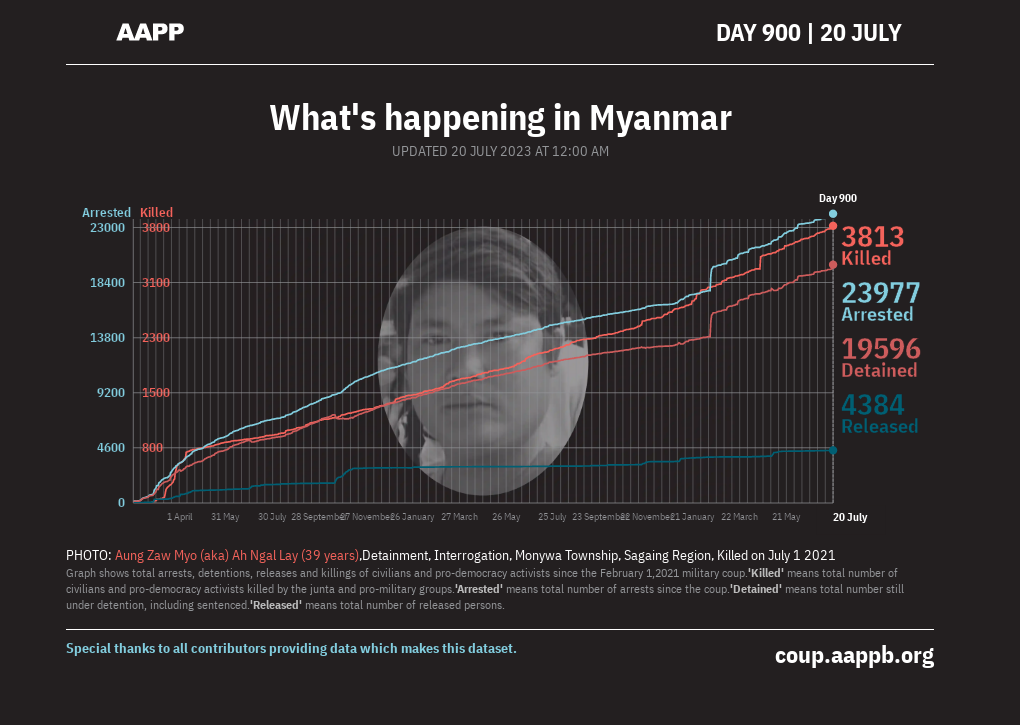 AAPP
DAY 900 | 20 JULY
What's happening in Myanmar
UPDATED 20 JULY 2023 AT 12:00 AM
Day 900
Arrested Killed
23000 3800
18400 3100
13800 2300
9200 1500
4600 800
0
3813
Killed
23977
Arrested
19596
Detained
4384
Released
1 April 31 May 30 July 28 September 27 November 26 January 27 March 26 May 25 July 23 September 22 November 21 January 22 March 21 May 20 July
PHOTO: Aung Zaw Myo (aka) Ah Ngal Lay (39 years),Detainment, Interrogation, Monywa Township, Sagaing Region, Killed on July 1 2021
Graph shows total arrests, detentions, releases and killings of civilians and pro-democracy activists since the February 1,2021 military coup.'Killed' means total number of
civilians and pro-democracy activists killed by the junta and pro-military groups.'Arrested' means total number of arrests since the coup.'Detained' means total number still
under detention, including sentenced.'Released' means total number of released persons.
Special thanks to all contributors providing data which makes this dataset.
coup.aappb.org